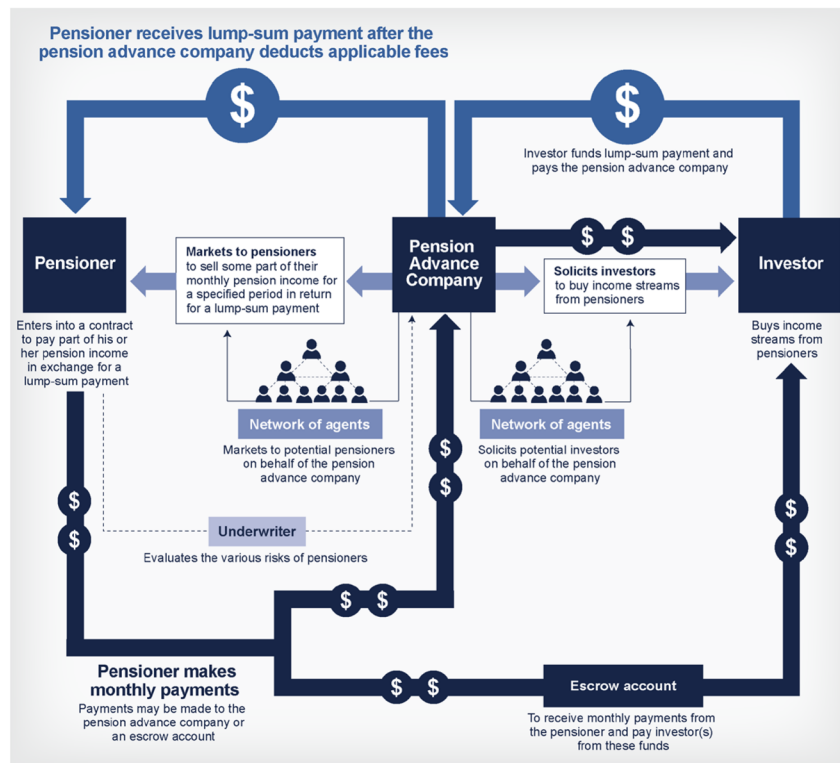 Pensioner receives lump-sum payment after the
pension advance company deducts applicable fees
$
$
Investor funds lump-sum payment and
pays the pension advance company
Pensioner
Markets to pensioners
to sell some part of their
monthly pension income for
a specified period in return
for a lump-sum payment
Pension
Advance
Company
$ $
Solicits investors
to buy income streams
from pensioners
Investor
Enters into a contract
to pay part of his or
her pension income
in exchange for a
lump-sum payment
Buys income
streams from
pensioners
Network of agents
Markets to potential pensioners
on behalf of the pension
advance company
Network of agents
Solicits potential investors
on behalf of the pension
advance company
$
$
$
$
$
$
Underwriter
Evaluates the various risks of pensioners
$ $
Pensioner makes
monthly payments
Payments may be made to the
pension advance company or
an escrow account
$ $
Escrow account
To receive monthly payments from
the pensioner and pay investor(s)
from these funds